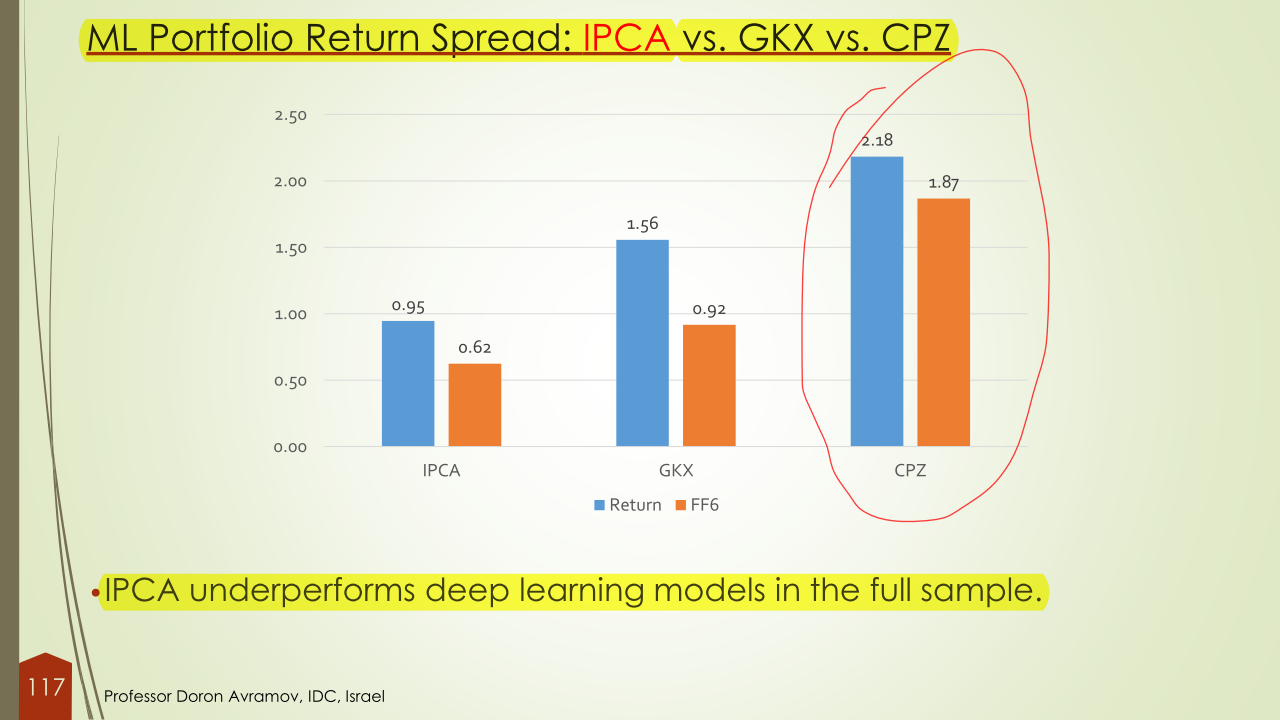 ML Portfolio Return Spread: IPCA vs. GKX vs. CPZ
2.50
2.00
1.50
1.00
0.50
0.00
0.95
0.62
1.56
0.92
2.18
1.87
IPCA
GKX
CPZ
Return
FF6
•IPCA underperforms deep learning models in the full sample.
117
Professor Doron Avramov, IDC, Israel